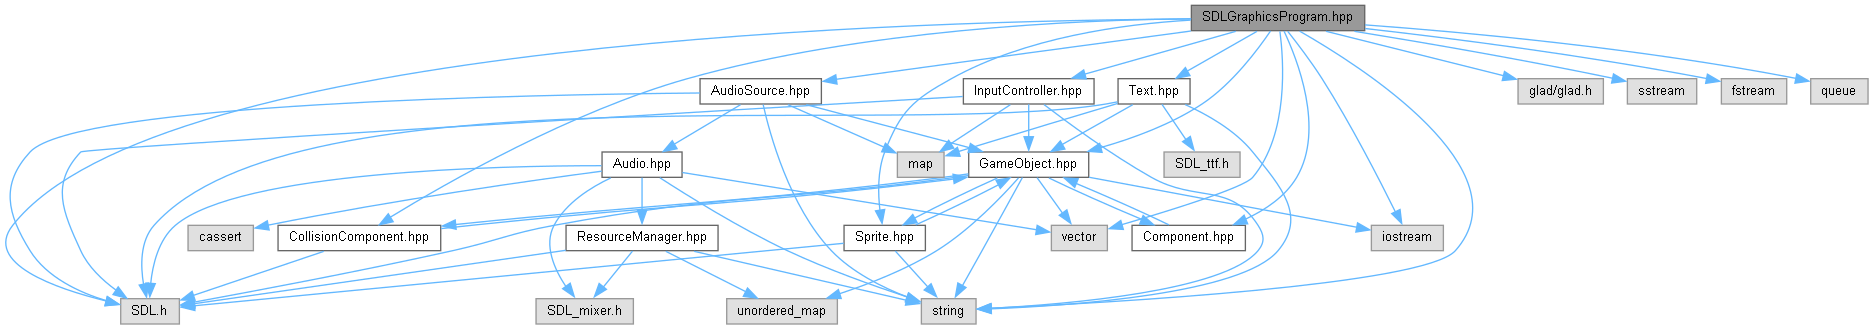 SDLGraphicsProgram.hpp
AudioSource.hpp
InputController.hpp
Text.hpp
glad/glad.h
sstream
fstream
queue
Audio.hpp
map
GameObject.hpp
SDL_ttf.h
cassert
CollisionComponent.hpp
ResourceManager.hpp
Sprite.hpp
vector
Component.hpp
iostream
SDL.h
SDL_mixer.h
unordered_map
string